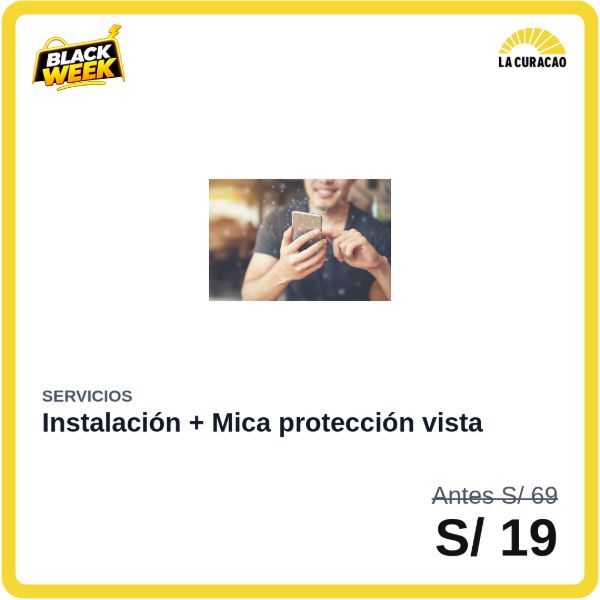 BLACK
WEEK
LA CURACAO
SERVICIOS
Instalación + Mica protección vista
Antes S/ 69
S/ 19